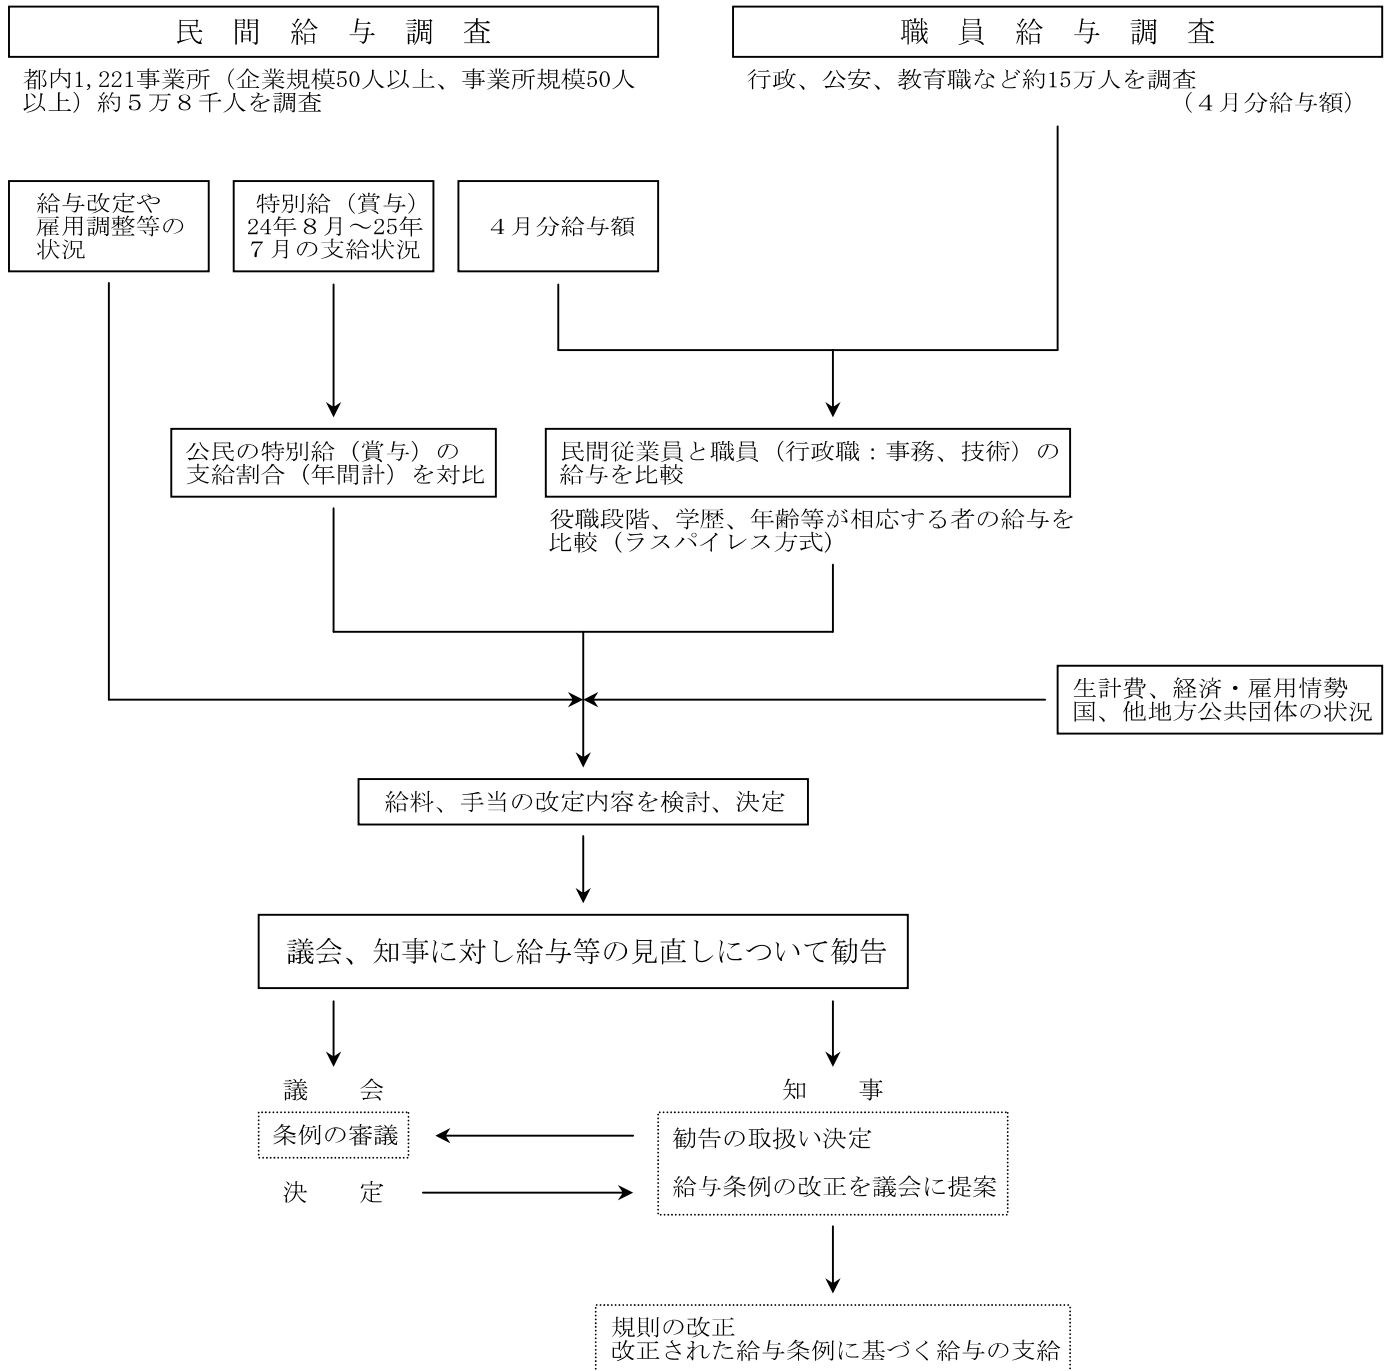 民間給与調査
都内1,221事業所（企業規模50人以上、事業所規模50人
以上）約５万８千人を調査
職員給与調査
行政、公安、教育職など約15万人を調査
（４月分給与額）
給与改定や
雇用調整等の
状況
特別給（賞与）
24年８月～25年
７月の支給状況
４月分給与額
公民の特別給（賞与）の
支給割合（年間計）を対比
民間従業員と職員（行政職：事務、技術）の
給与を比較
役職段階、学歴、年齢等が相応する者の給与を
比較（ラスパイレス方式）
生計費、経済・雇用情勢
国、他地方公共団体の状況
給料、手当の改定内容を検討、決定
議会、知事に対し給与等の見直しについて勧告
議会
条例の審議
決定
知事
勧告の取扱い決定
給与条例の改正を議会に提案
規則の改正
改正された給与条例に基づく給与の支給